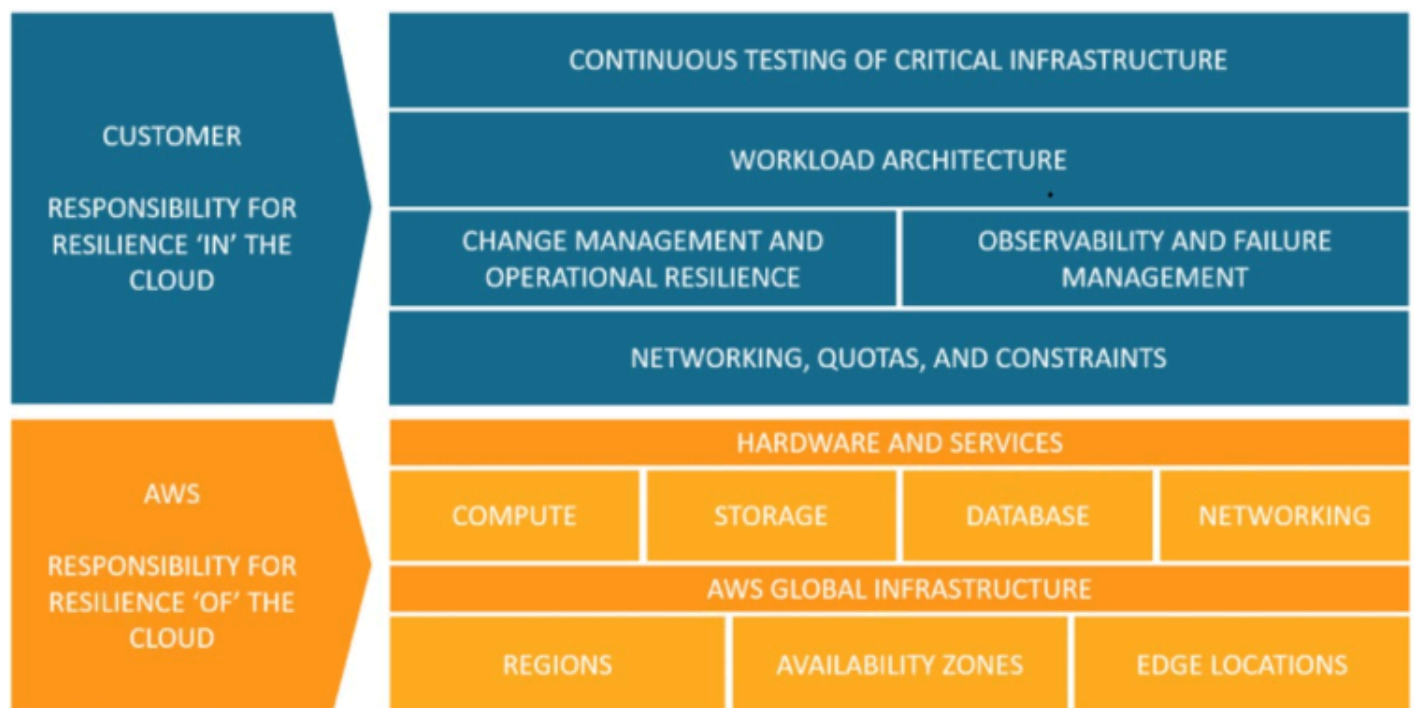 CUSTOMER
RESPONSIBILITY FOR
RESILIENCE ‘IN’ THE
CLOUD
CONTINUOUS TESTING OF CRITICAL INFRASTRUCTURE
WORKLOAD ARCHITECTURE
CHANGE MANAGEMENT AND
OPERATIONAL RESILIENCE
OBSERVABILITY AND FAILURE
MANAGEMENT
NETWORKING, QUOTAS, AND CONSTRAINTS
AWS
RESPONSIBILITY FOR
RESILIENCE ‘OF’ THE
CLOUD
HARDWARE AND SERVICES
COMPUTE
STORAGE
DATABASE
NETWORKING
AWS GLOBAL INFRASTRUCTURE
REGIONS
AVAILABILITY ZONES
EDGE LOCATIONS